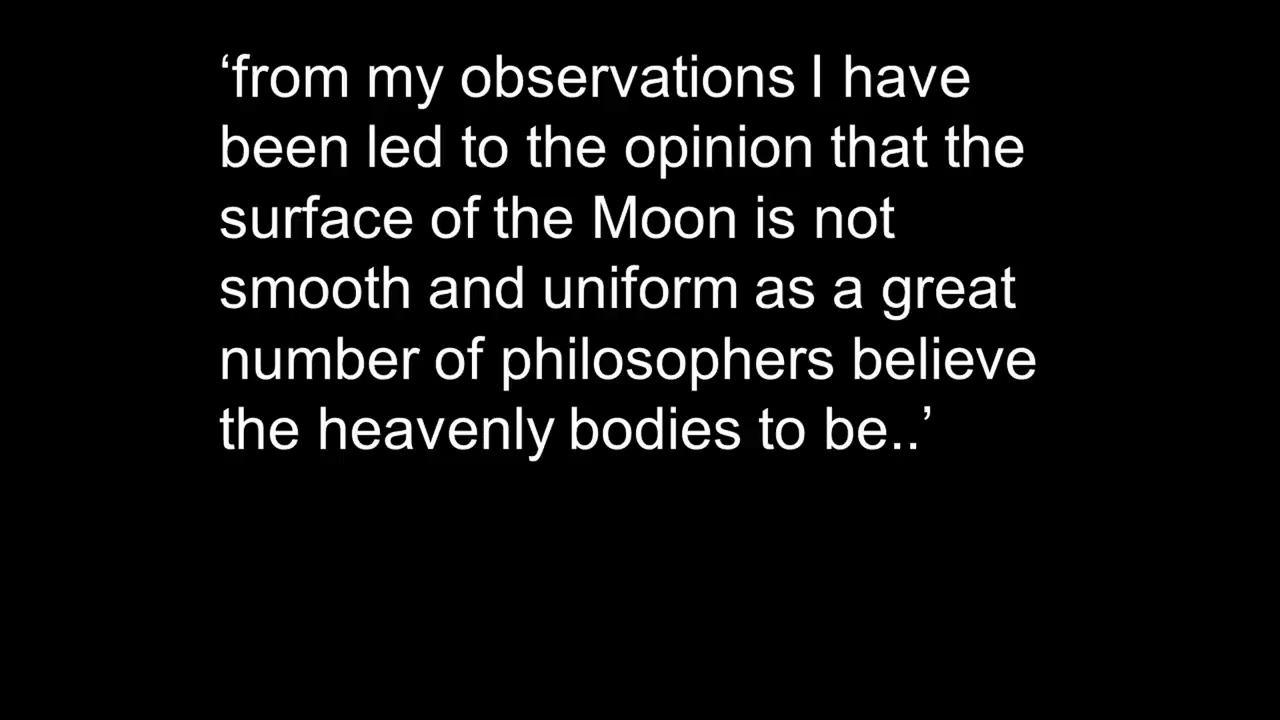 ‘from my observations I have
been led to the opinion that the
surface of the Moon is not
smooth and uniform as a great
number of philosophers believe
the heavenly bodies to be..’